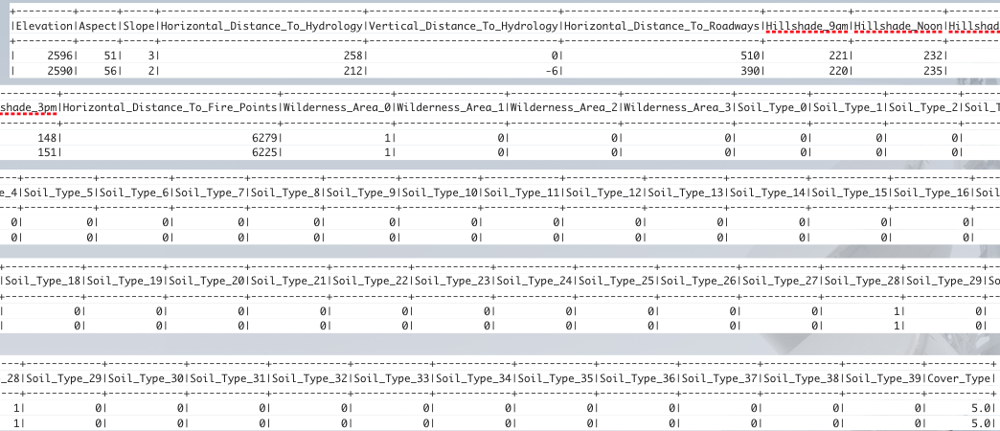 |Elevation|Aspect|Slope|Horizontal_Distance_To_Hydrology|Vertical_Distance_To_Hydrology|Horizontal_Distance_To_Roadways|Hillshade_9am|Hillshade_Noon|Hillshad
| 2596| 51| 3| 258| 0| 510| 221| 232|
| 2590| 56| 2| 212| -6| 390| 220| 235|
shade_3pm|Horizontal_Distance_To_Fire_Points|Wilderness_Area_0|Wilderness_Area_1|Wilderness_Area_2|Wilderness_Area_3|Soil_Type_0|Soil_Type_1|Soil_Type_2|Soil_T
148| 6279| 1| 0| 0| 0| 0| 0| 0|
151| 6225| 1| 0| 0| 0| 0| 0| 0|
e_4|Soil_Type_5|Soil_Type_6|Soil_Type_7|Soil_Type_8|Soil_Type_9|Soil_Type_10|Soil_Type_11|Soil_Type_12|Soil_Type_13|Soil_Type_14|Soil_Type_15|Soil_Type_16|Soil
0| 0| 0| 0| 0| 0| 0| 0| 0| 0| 0| 0| 0|
0| 0| 0| 0| 0| 0| 0| 0| 0| 0| 0| 0| 0|
|Soil_Type_18|Soil_Type_19|Soil_Type_20|Soil_Type_21|Soil_Type_22|Soil_Type_23|Soil_Type_24|Soil_Type_25|Soil_Type_26|Soil_Type_27|Soil_Type_28|Soil_Type_29|So
| 0| 0| 0| 0| 0| 0| 0| 0| 0| 0| 1| 0|
| 0| 0| 0| 0| 0| 0| 0| 0| 0| 0| 1| 0|
_28|Soil_Type_29|Soil_Type_30|Soil_Type_31|Soil_Type_32|Soil_Type_33|Soil_Type_34|Soil_Type_35|Soil_Type_36|Soil_Type_37|Soil_Type_38|Soil_Type_39|Cover_Type|
1| 0| 0| 0| 0| 0| 0| 0| 0| 0| 0| 0| 5.0|
1| 0| 0| 0| 0| 0| 0| 0| 0| 0| 0| 0| 5.0|